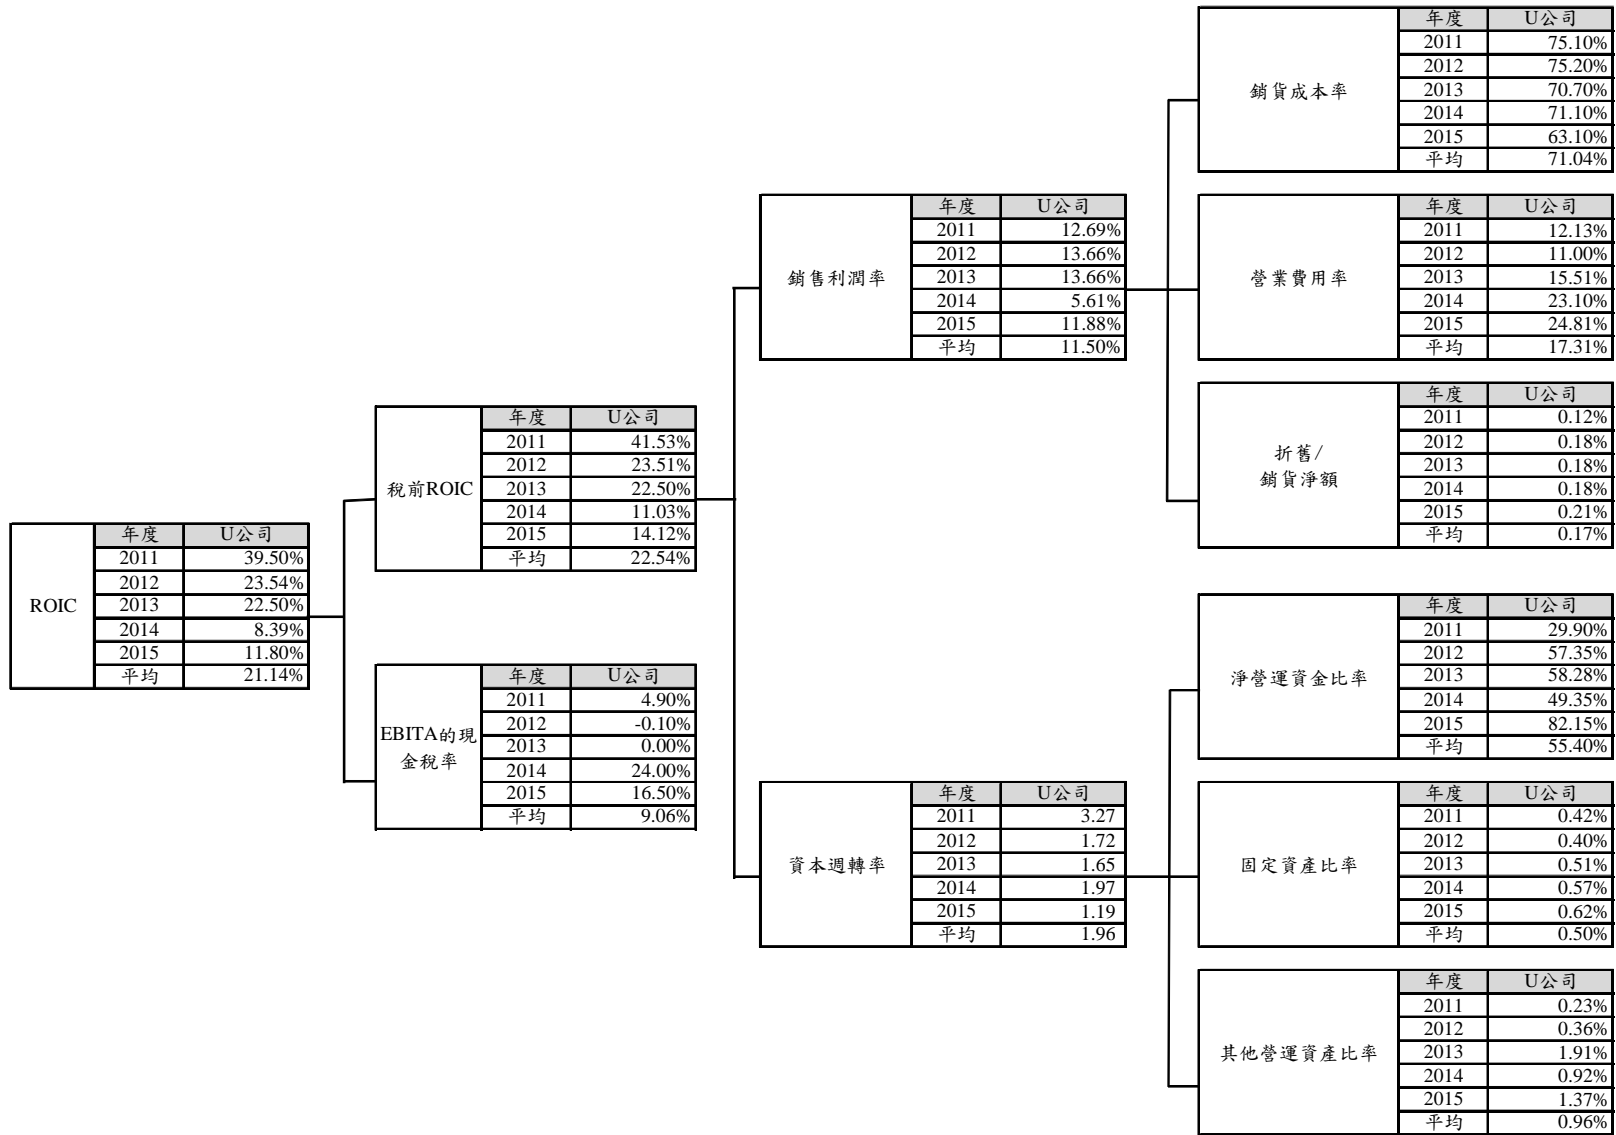 ROIC
年度 U公司
2011 39.50%
2012 23.54%
2013 22.50%
2014 8.39%
2015 11.80%
平均 21.14%
稅前ROIC
年度 U公司
2011 41.53%
2012 23.51%
2013 22.50%
2014 11.03%
2015 14.12%
平均 22.54%
EBITA的現
金稅率
年度 U公司
2011 4.90%
2012 -0.10%
2013 0.00%
2014 24.00%
2015 16.50%
平均 9.06%
銷售利潤率
年度 U公司
2011 12.69%
2012 13.66%
2013 13.66%
2014 5.61%
2015 11.88%
平均 11.50%
資本週轉率
年度 U公司
2011 3.27
2012 1.72
2013 1.65
2014 1.97
2015 1.19
平均 1.96
銷貨成本率
年度 U公司
2011 75.10%
2012 75.20%
2013 70.70%
2014 71.10%
2015 63.10%
平均 71.04%
營業費用率
年度 U公司
2011 12.13%
2012 11.00%
2013 15.51%
2014 23.10%
2015 24.81%
平均 17.31%
折舊/
銷貨淨額
年度 U公司
2011 0.12%
2012 0.18%
2013 0.18%
2014 0.18%
2015 0.21%
平均 0.17%
淨營運資金比率
年度 U公司
2011 29.90%
2012 57.35%
2013 58.28%
2014 49.35%
2015 82.15%
平均 55.40%
固定資產比率
年度 U公司
2011 0.42%
2012 0.40%
2013 0.51%
2014 0.57%
2015 0.62%
平均 0.50%
其他營運資產比率
年度 U公司
2011 0.23%
2012 0.36%
2013 1.91%
2014 0.92%
2015 1.37%
平均 0.96%